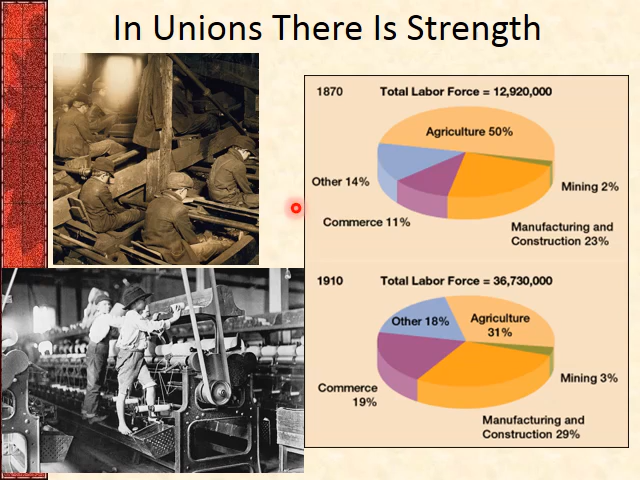 In Unions There Is Strength
1870 Total Labor Force = 12,920,000
Agriculture 50%
Other 14%
Mining 2%
Commerce 11%
Manufacturing and
Construction 23%
1910 Total Labor Force = 36,730,000
Other 18%
Agriculture
31%
Mining 3%
Commerce
19%
Manufacturing and
Construction 29%